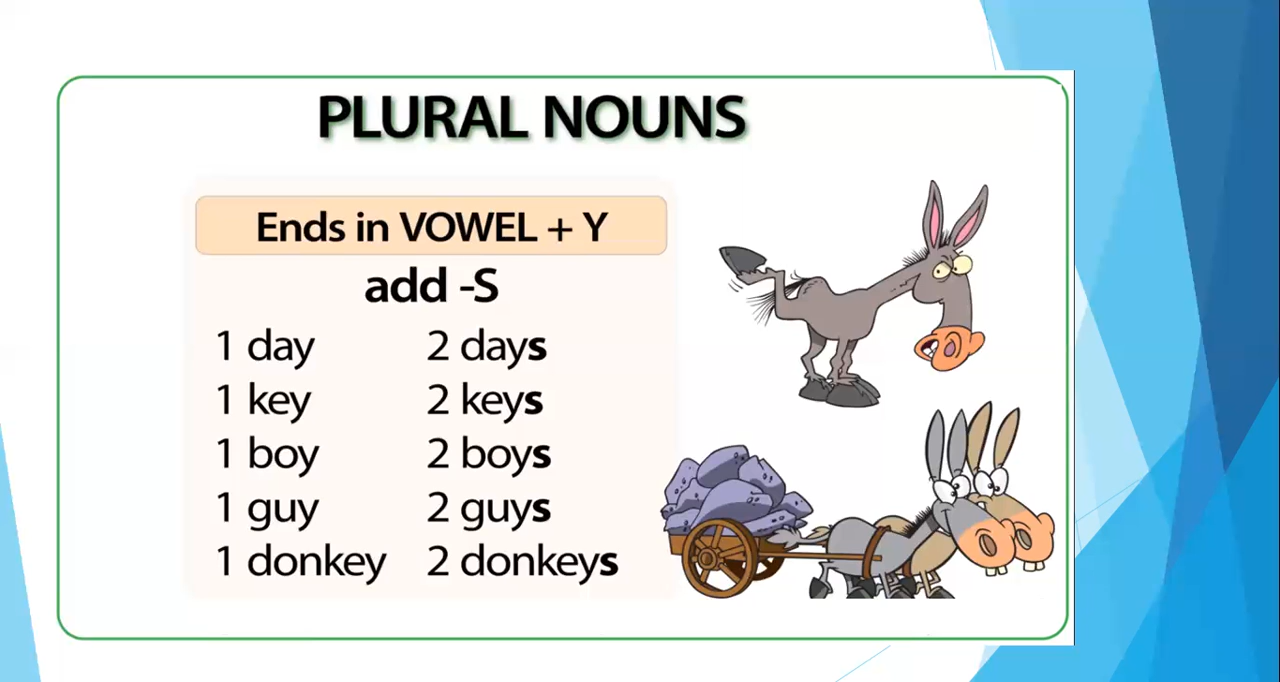 PLURAL NOUNS
Ends in VOWEL + Y
add -S
1 day 2 days
1 key 2 keys
1 boy 2 boys
1 guy 2 guys
1 donkey 2 donkeys